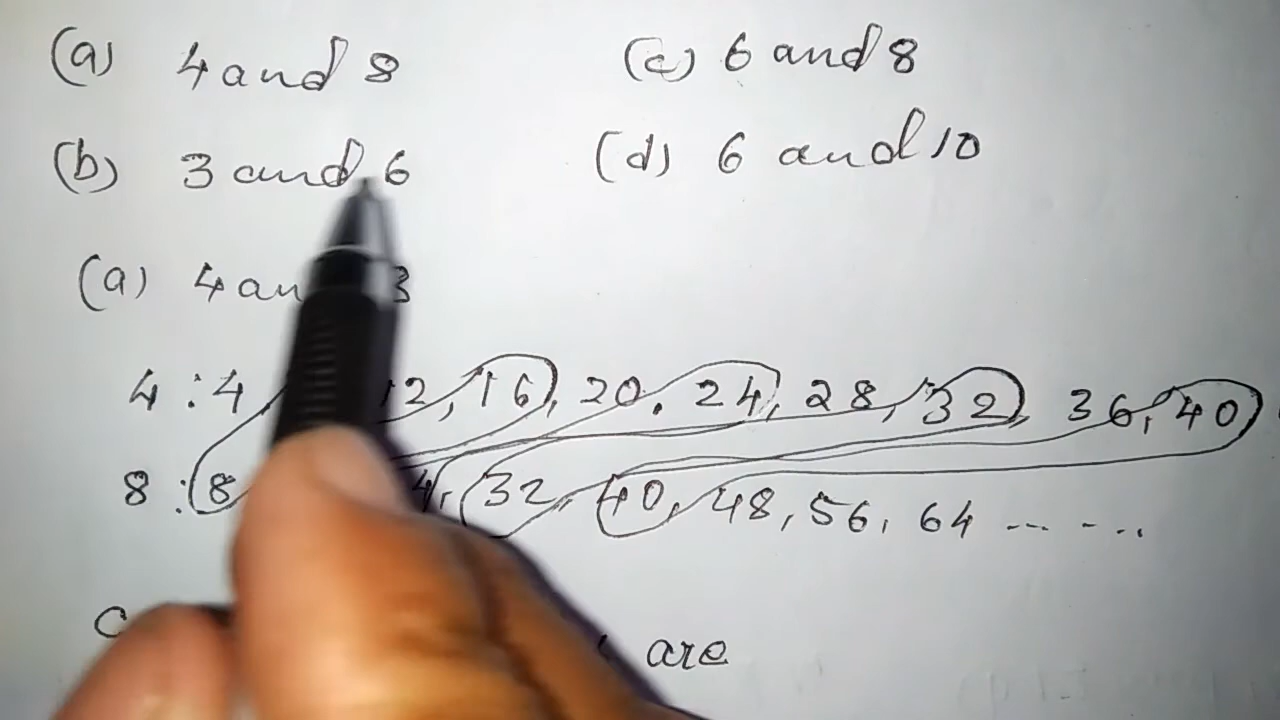 (a) 4 and 8 (c) 6 and 8
(b) 3 and 6 (d) 6 and 10
(a) 4 8
4 : 4 12, 16, 20, 24, 28, 32, 36, 40
8 : 8 32, 40, 48, 56, 64 ... ...
are